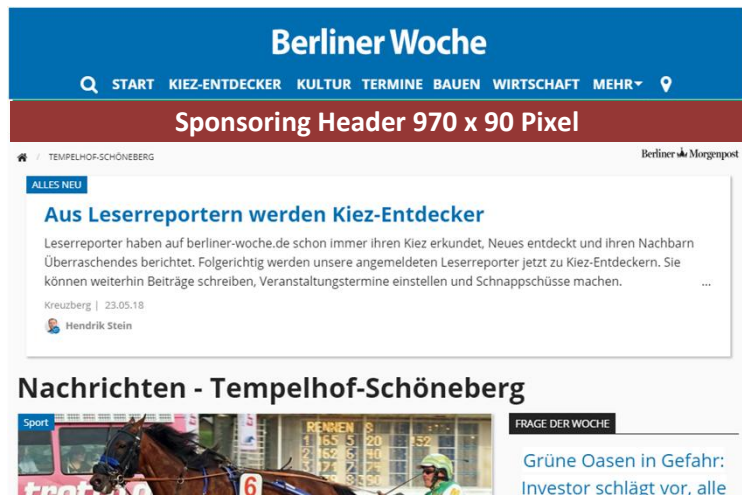 Berliner Woche
START KIEZ-ENTDECKER KULTUR TERMINE BAUEN WIRTSCHAFT MEHR
Sponsoring Header 970 x 90 Pixel
/ TEMPELHOF-SCHÖNEBERG
Berliner Morgenpost
ALLES NEU
Aus Leserreportern werden Kiez-Entdecker
Leserreporter haben auf berliner-woche.de schon immer ihren Kiez erkundet, Neues entdeckt und ihren Nachbarn
Überraschendes berichtet. Folgerichtig werden unsere angemeldeten Leserreporter jetzt zu Kiez-Entdeckern. Sie
können weiterhin Beiträge schreiben, Veranstaltungstermine einstellen und Schnappschüsse machen. ...
Kreuzberg | 23.05.18
Hendrik Stein
Nachrichten - Tempelhof-Schöneberg
Sport
RENNEN
6
FRAGE DER WOCHE
Grüne Oasen in Gefahr:
Investor schlägt vor, alle